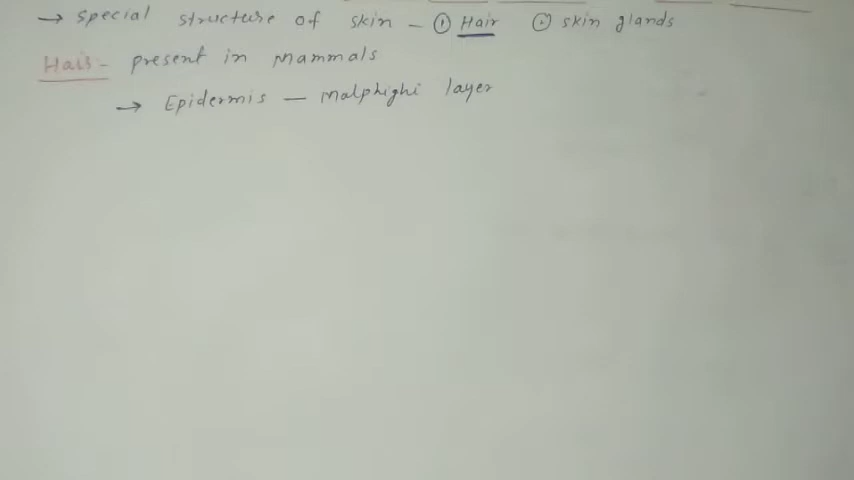 → special structure of skin - ① Hair ② skin glands
Hair - present in Mammals
→ Epidermis — Malphighi layer